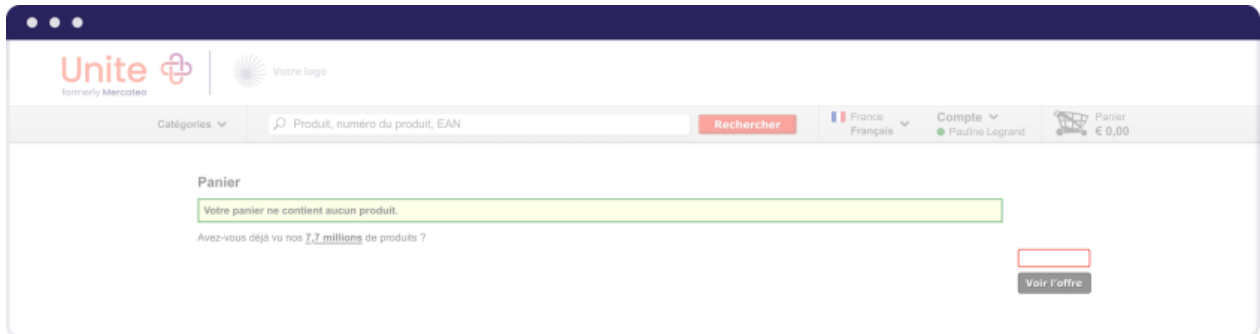 Unite
formerly Mercateo
Votre logo
Catégories
Produit, numéro du produit, EAN
Rechercher
France
Français
Compte
Pauline Legrand
Panier
€ 0,00
Panier
Votre panier ne contient aucun produit.
Avez-vous déjà vu nos 7,7 millions de produits ?
Voir l'offre